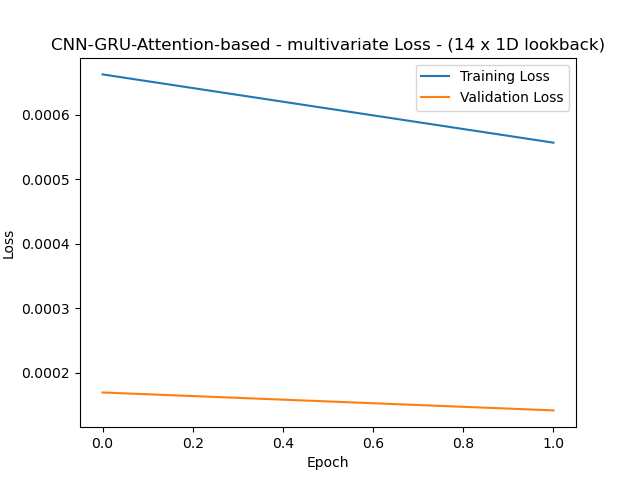 CNN-GRU-Attention-based - multivariate Loss - (14 x 1D lookback)
Training Loss
Validation Loss
0.0006
0.0005
0.0004
0.0003
0.0002
Loss
0.0 0.2 0.4 0.6 0.8 1.0
Epoch